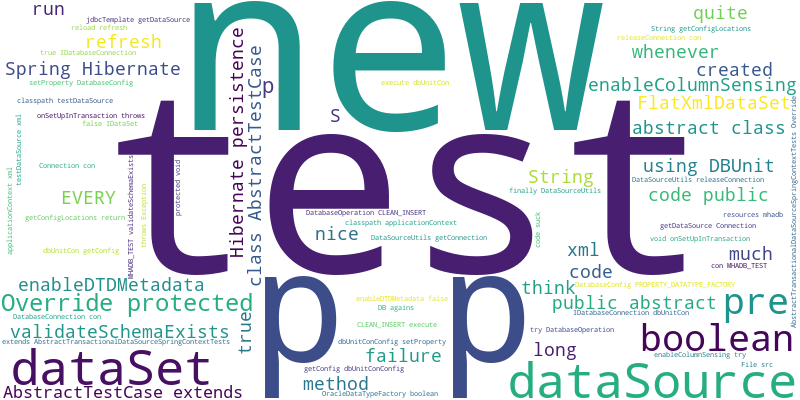 run
jdbcTemplate getDataSource
reload refresh
refresh
true IDatabaseConnection
Spring Hibernate
setProperty DatabaseConfig
p
classpath testDataSource
onSetUpInTransaction throws
S
false IDataSet
new
execute dbUnitCon
quite
String getConfigLocations
releaseConnection con
whenever
created
enableColumnSensing
FlatXmlDataSet
abstract class
testDataSource xml
applicationContext xml
Connection con
EVERY
getConfigLocations return
dbUnitCon getConfig
MHADB_TEST validateSchemaExists
throws Exception
protected void
Hibernate persistence
class AbstractTestCase
test
String
using DBUnit
DataSourceUtils releaseConnection
finally DataSourceUtils
code public
resources mhadb
getDataSource Connection
void onSetUpInTransaction
AbstractTransactionalDataSourceSpringContextTests Override
DatabaseOperation CLEAN_INSERT
classpath applicationContext
nice
DataSourceUtils getConnection
code suck
xml
code
much
con MHADB_TEST
enableDTDMetadata
Override protected
DatabaseConnection con
validateSchemaExists
true
extends AbstractTransactionalDataSourceSpringContextTests
dataSet
AbstractTestCase extends
pp
enableDTDMetadata false
DB agains
CLEAN_INSERT execute
dbUnitConConfig setProperty
failure
getConfig dbUnitConConfig
method
OracleDataTypeFactory boolean
think
DatabaseConfig PROPERTY_DATATYPE_FACTORY
public abstract
pre
IDatabaseConnection dbUnitCon
try DatabaseOperation
long
boolean
enableColumnSensing try
File src
dataSource